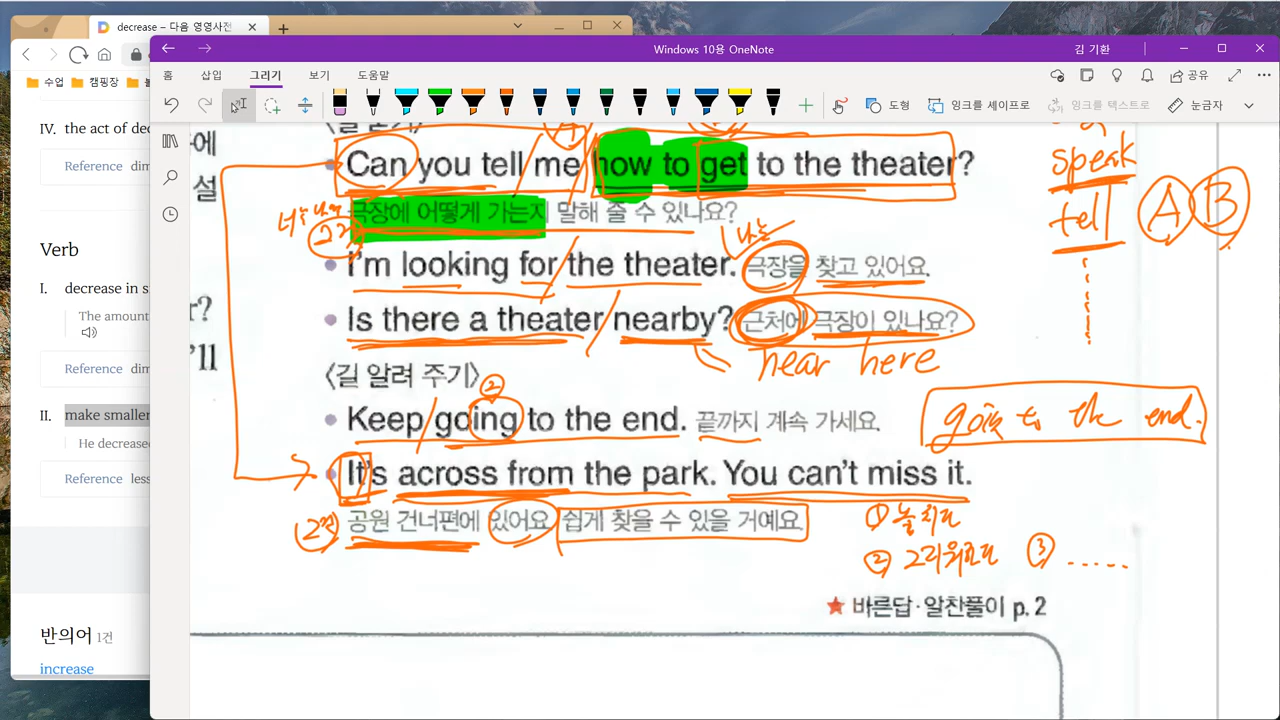 decrease – 다음 영영사전
Windows 10용 OneNote
김 기환
수업
캠핑장
홈
삽입
그리기
보기
도움말
공유
도형
잉크를 셰이프로
잉크를 텍스트로
눈금자
IV. the act of dec
Reference dim
Verb
I. decrease in s
The amount
Reference dim
II. make smaller
He decreased
Reference less
반의어 1건
increase
에
설
r?
'll
Can you tell me how to get to the theater?
극장에 어떻게 가는지 말해 줄 수 있나요?
I'm looking for the theater. 극장을 찾고 있어요.
나는
Is there a theater nearby? 근처에 극장이 있나요?
near here
〈길 알려 주기〉
②
Keep going to the end. 끝까지 계속 가세요.
going to the end.
It's across from the park. You can't miss it.
공원 건너편에 있어요 쉽게 찾을 수 있을 거예요.
① 놓치다
② 그리워하다
③ .....
speak
tell
A B
★ 바른답·알찬풀이 p. 2